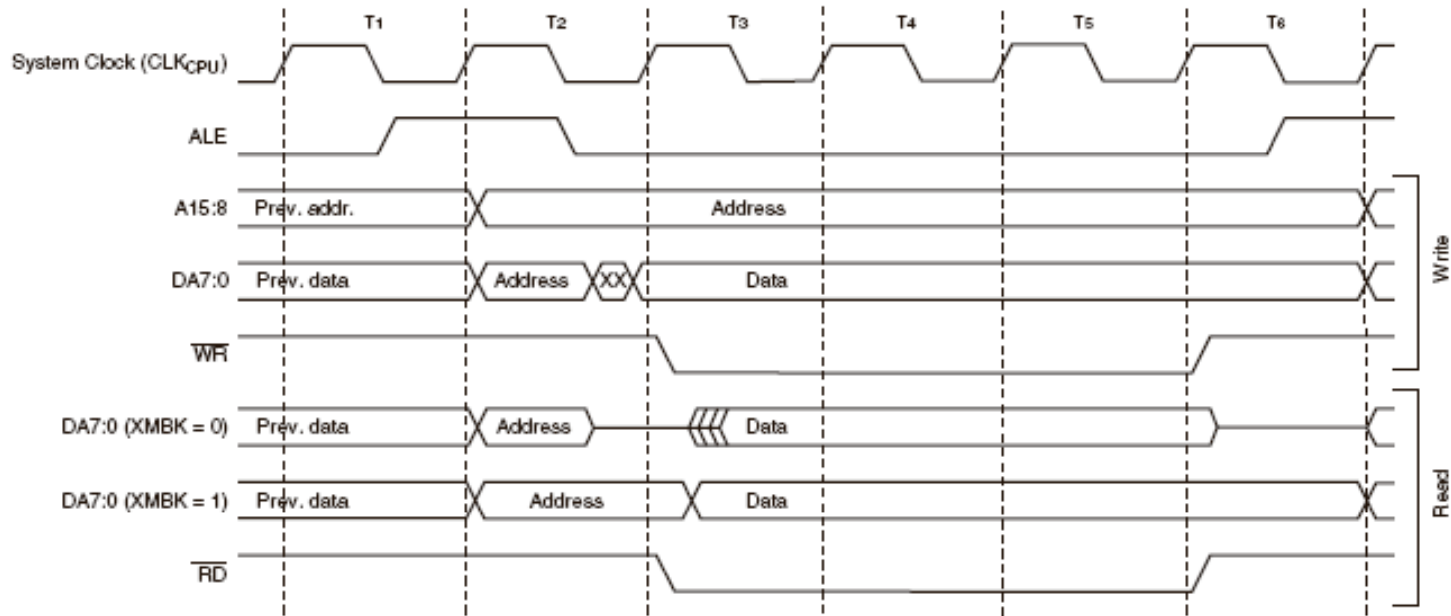 T1 T2 T3 T4 T5 T6
System Clock (CLKCPU)
ALE
A15:8 Prev. addr. Address
DA7:0 Prev. data Address XX Data
WR
Write
DA7:0 (XMBK = 0) Prev. data Address Data
DA7:0 (XMBK = 1) Prev. data Address Data
RD
Read